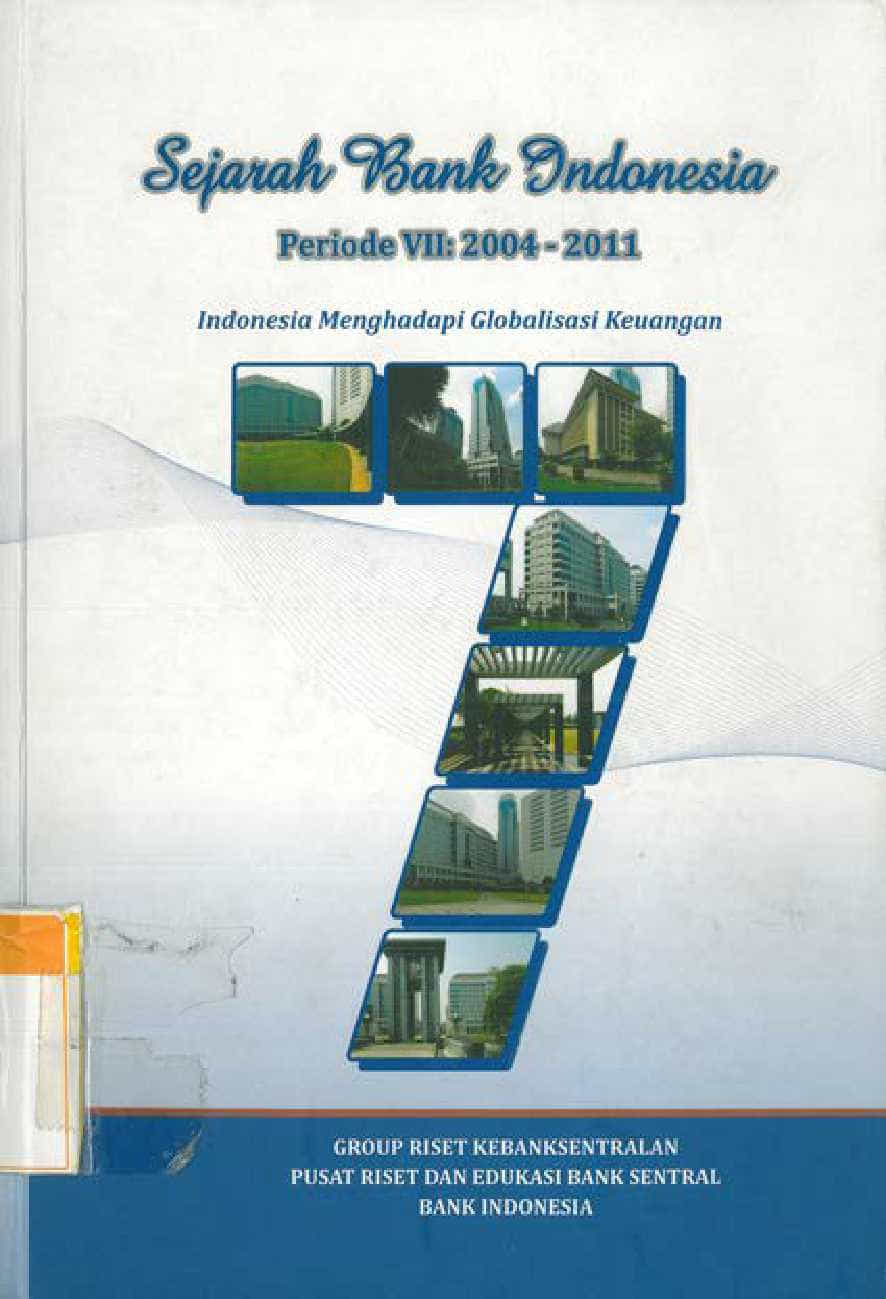 Sejarah Bank Indonesia
Periode VII: 2004 - 2011
Indonesia Menghadapi Globalisasi Keuangan
GROUP RISET KEBANKSENTRALAN
PUSAT RISET DAN EDUKASI BANK SENTRAL
BANK INDONESIA